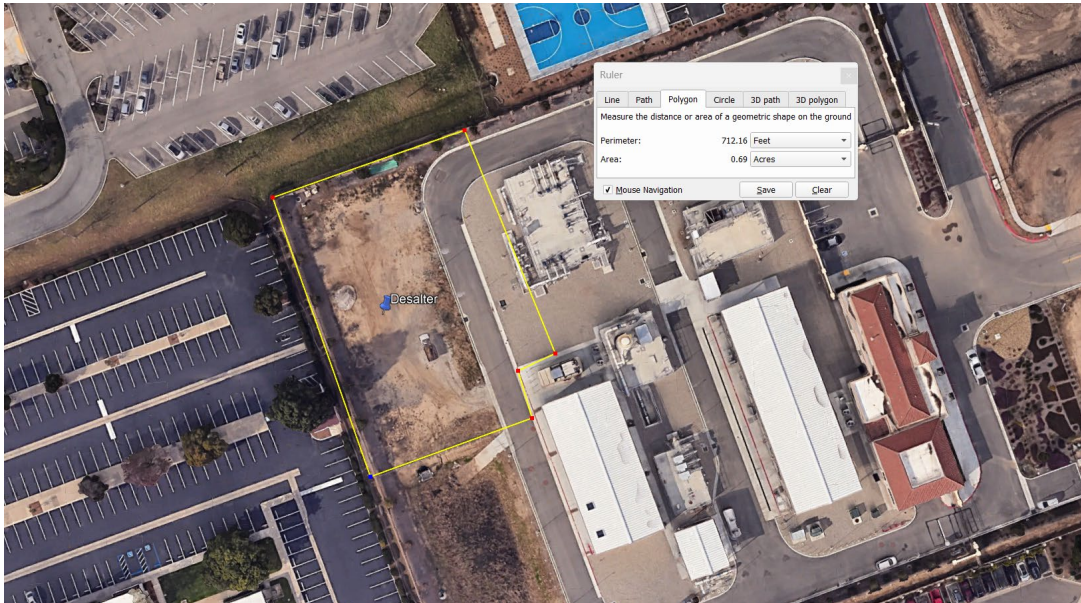 Ruler
Line Path Polygon Circle 3D path 3D polygon
Measure the distance or area of a geometric shape on the ground
Perimeter: 712.16 Feet
Area: 0.69 Acres
Mouse Navigation Save Clear
Desalter